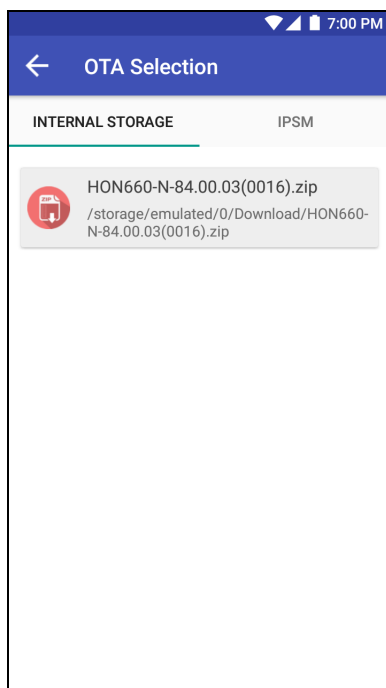 7:00 PM
OTA Selection
INTERNAL STORAGE
IPSM
ZIP
HON660-N-84.00.03(0016).zip
/storage/emulated/0/Download/HON660-
N-84.00.03(0016).zip